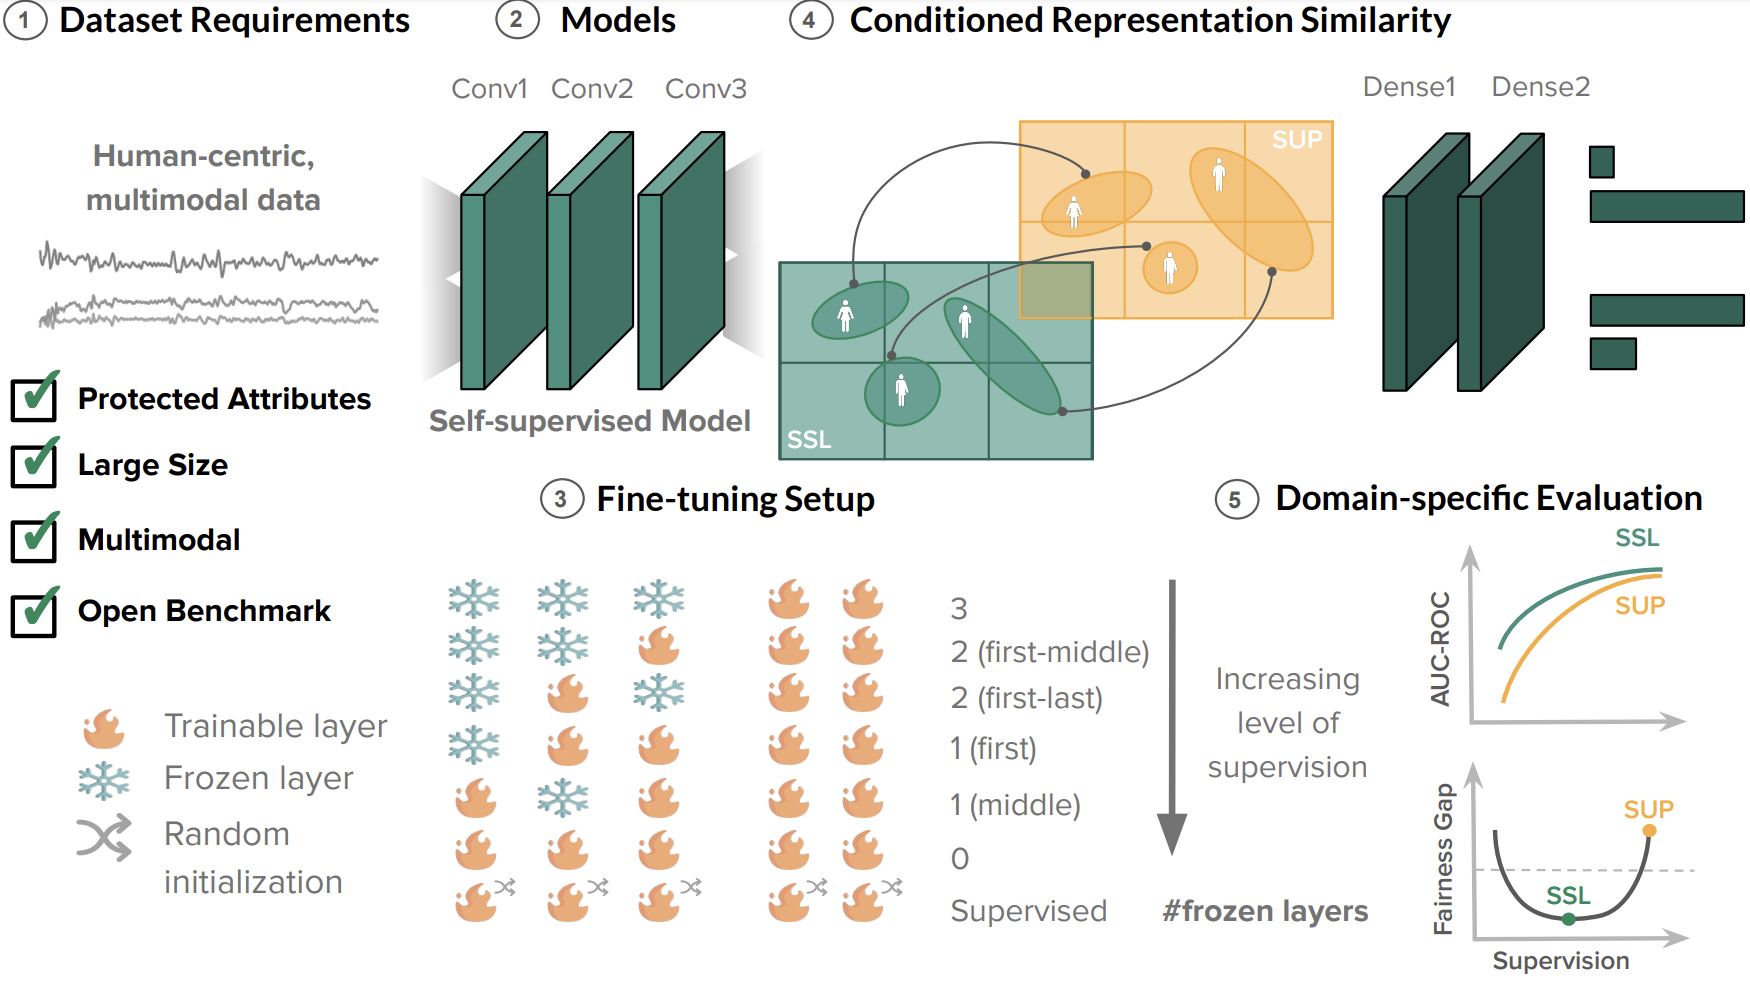 1 Dataset Requirements
Human-centric,
multimodal data
Protected Attributes
Large Size
Multimodal
Open Benchmark
Trainable layer
Frozen layer
Random
initialization
2 Models
Conv1 Conv2 Conv3
Self-supervised Model
3 Fine-tuning Setup
3
2 (first-middle)
2 (first-last)
1 (first)
1 (middle)
0
Supervised
#frozen layers
Increasing
level of
supervision
4 Conditioned Representation Similarity
SUP
SSL
Dense1 Dense2
5 Domain-specific Evaluation
SSL
SUP
AUC-ROC
SUP
SSL
Fairness Gap
Supervision